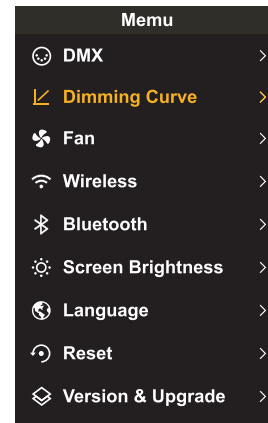 Memu
DMX
Dimming Curve
Fan
Wireless
Bluetooth
Screen Brightness
Language
Reset
Version & Upgrade